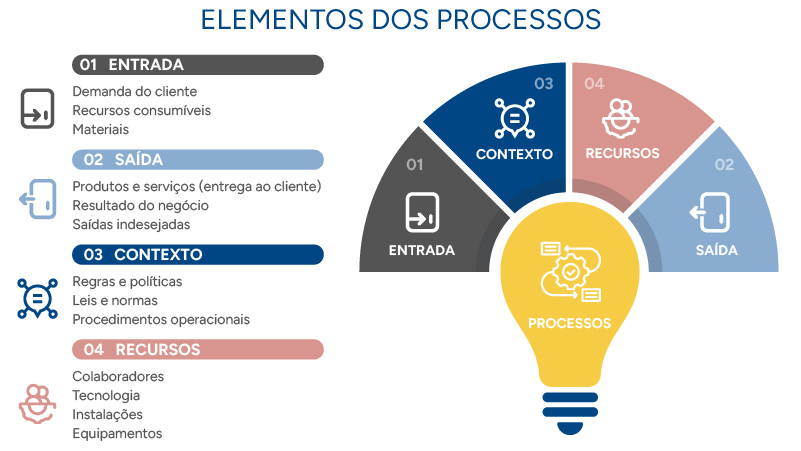 ELEMENTOS DOS PROCESSOS
01 ENTRADA
Demanda do cliente
Recursos consumíveis
Materiais
02 SAÍDA
Produtos e serviços (entrega ao cliente)
Resultado do negócio
Saídas indesejadas
03 CONTEXTO
Regras e políticas
Leis e normas
Procedimentos operacionais
04 RECURSOS
Colaboradores
Tecnologia
Instalações
Equipamentos
01
ENTRADA
03
CONTEXTO
04
RECURSOS
02
SAÍDA
PROCESSOS